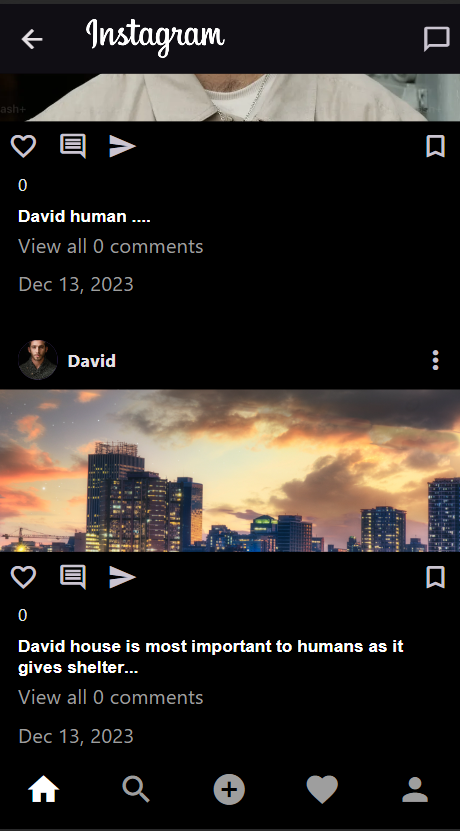 Instagram
ash+
0
David human ....
View all 0 comments
Dec 13, 2023
David
0
David house is most important to humans as it
gives shelter...
View all 0 comments
Dec 13, 2023